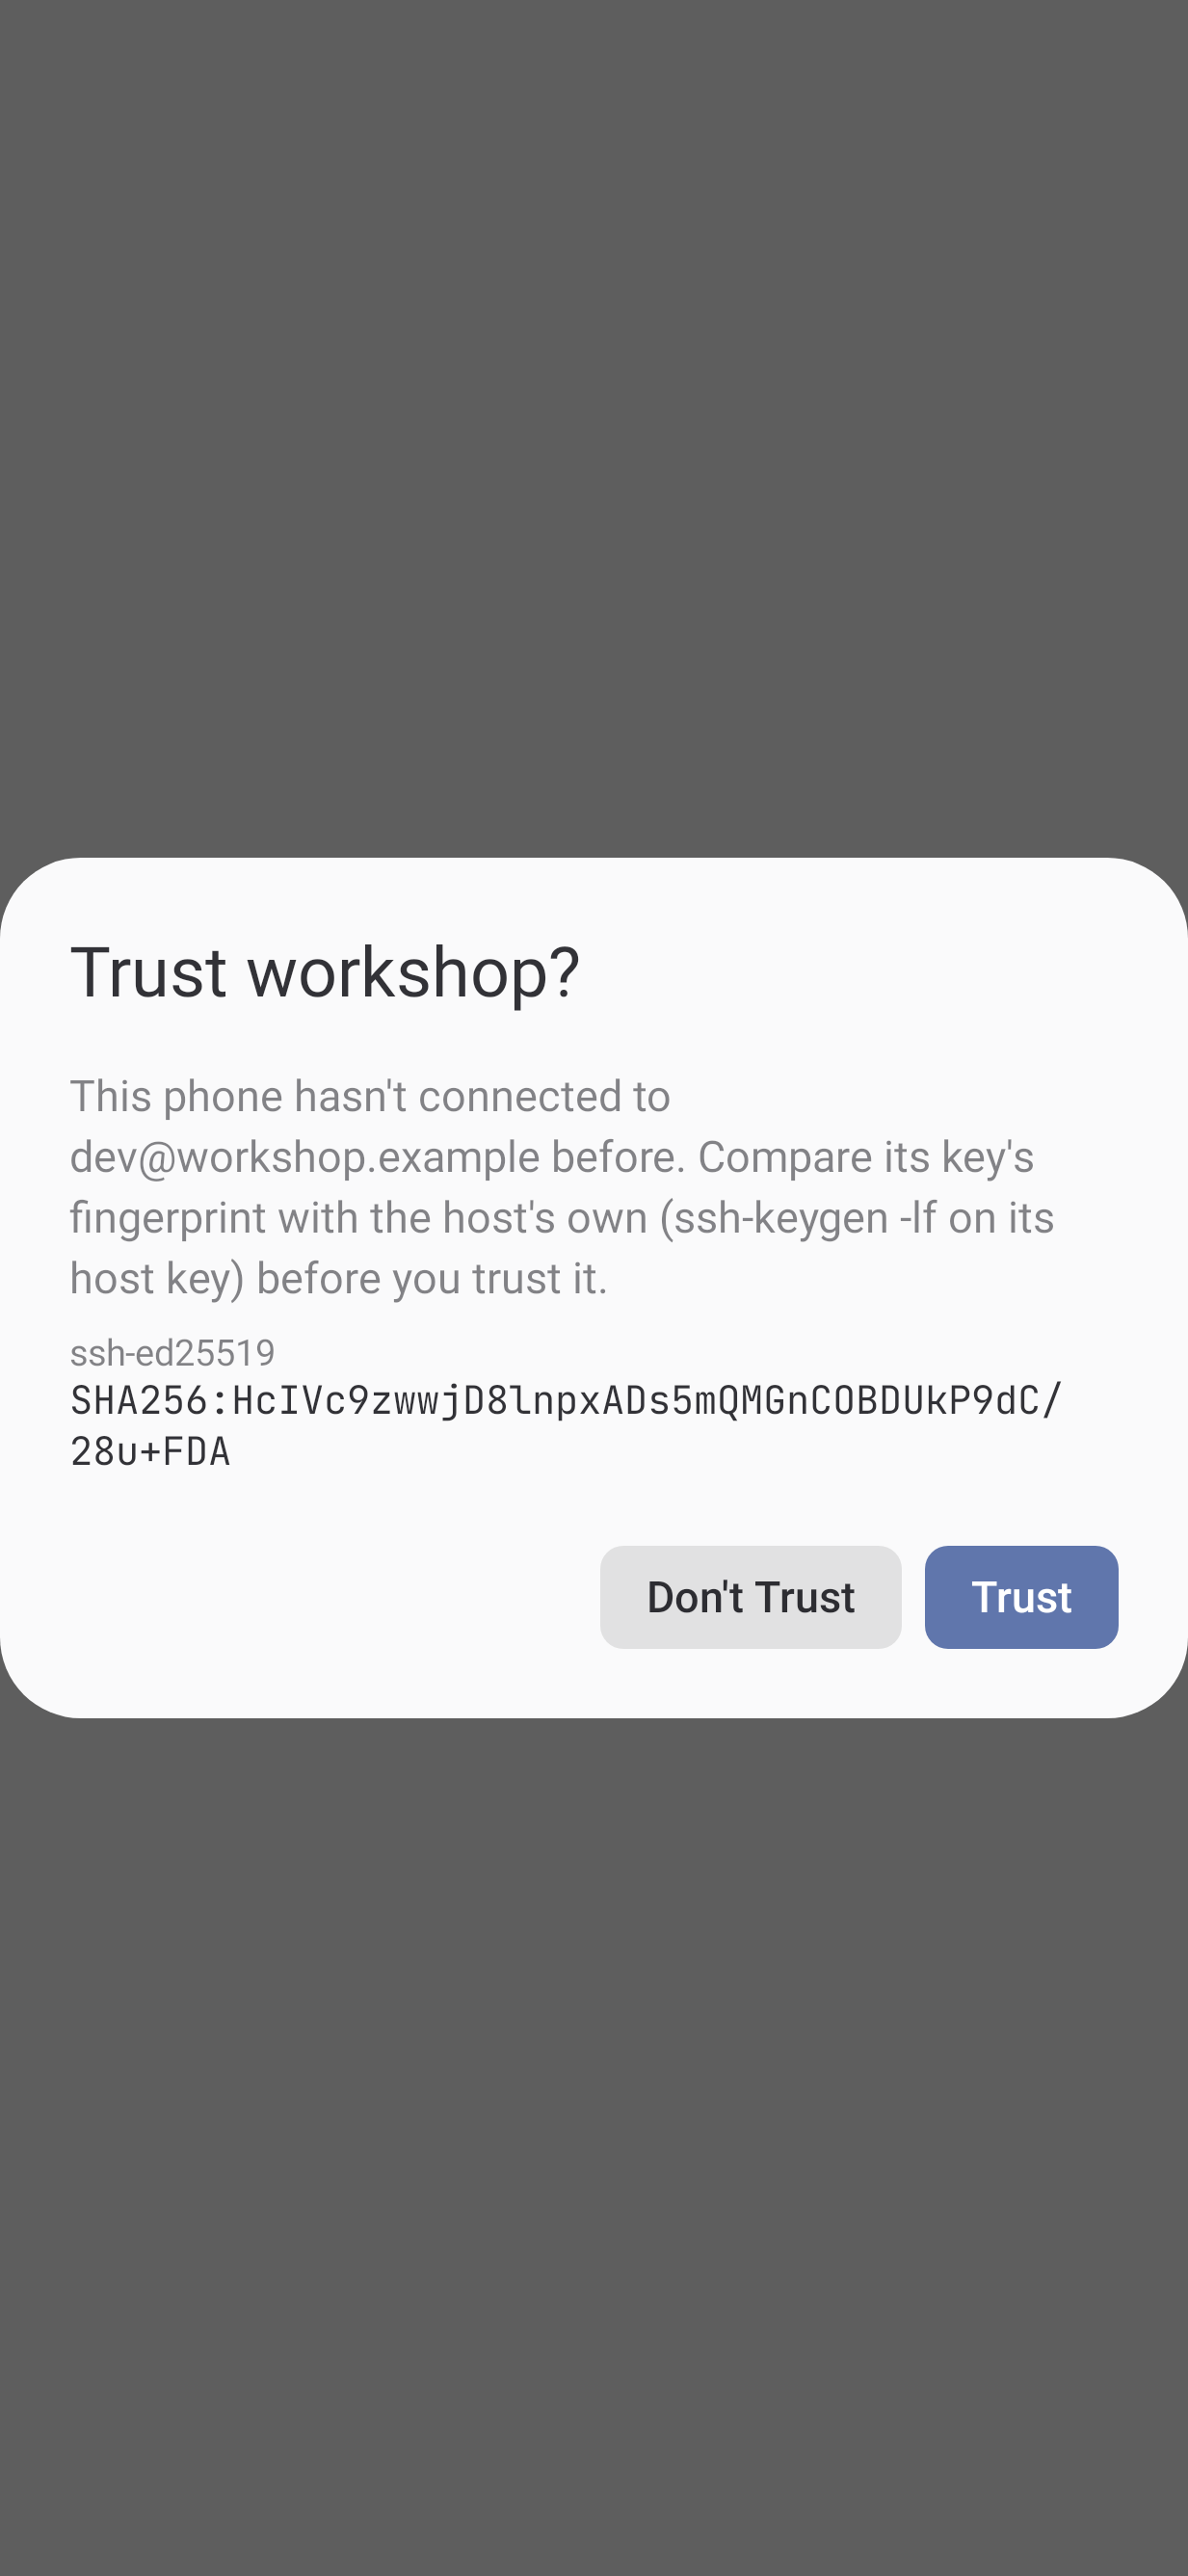 Trust workshop?
This phone hasn't connected to
dev@workshop.example before. Compare its key's
fingerprint with the host's own (ssh-keygen -lf on its
host key) before you trust it.
ssh-ed25519
SHA256:HcIVc9zwwjD8lnpxADs5mQMGnCOBDUkP9dC/
28u+FDA
Don't Trust
Trust